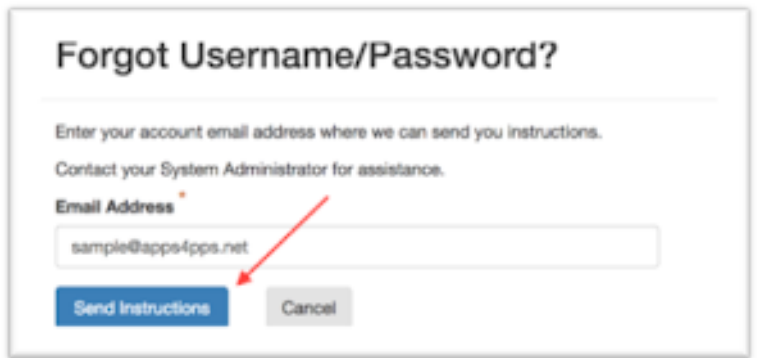 Forgot Username/Password?
Enter your account email address where we can send you instructions.
Contact your System Administrator for assistance.
Email Address *
sample@apps4pps.net
Send Instructions Cancel